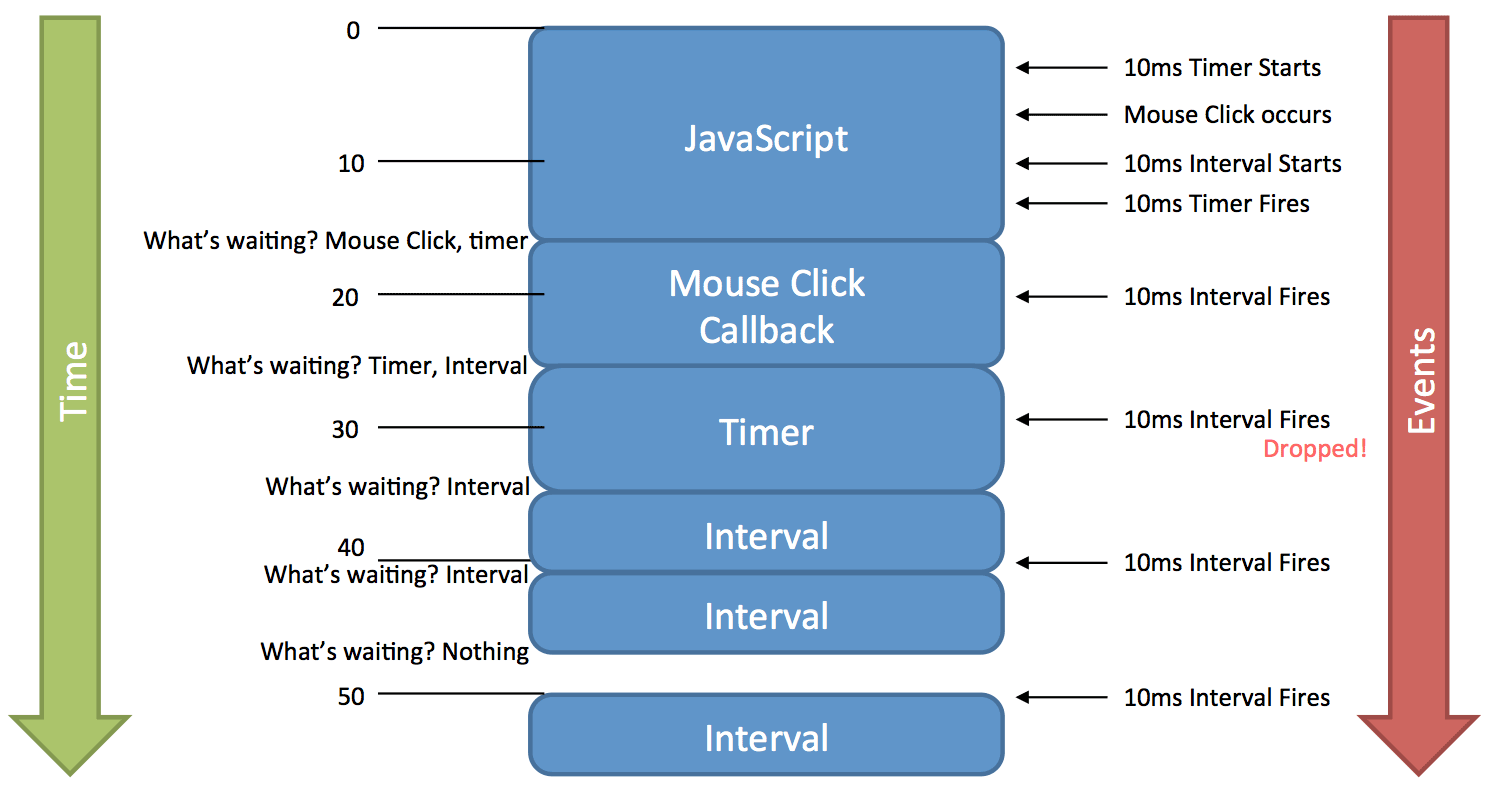 0
10ms Timer Starts
Mouse Click occurs
JavaScript
10
10ms Interval Starts
10ms Timer Fires
What's waiting? Mouse Click, timer
Mouse Click
Callback
20
10ms Interval Fires
What's waiting? Timer, Interval
Time
Events
30
Timer
10ms Interval Fires
Dropped!
What's waiting? Interval
Interval
40
10ms Interval Fires
What's waiting? Interval
Interval
What's waiting? Nothing
50
10ms Interval Fires
Interval